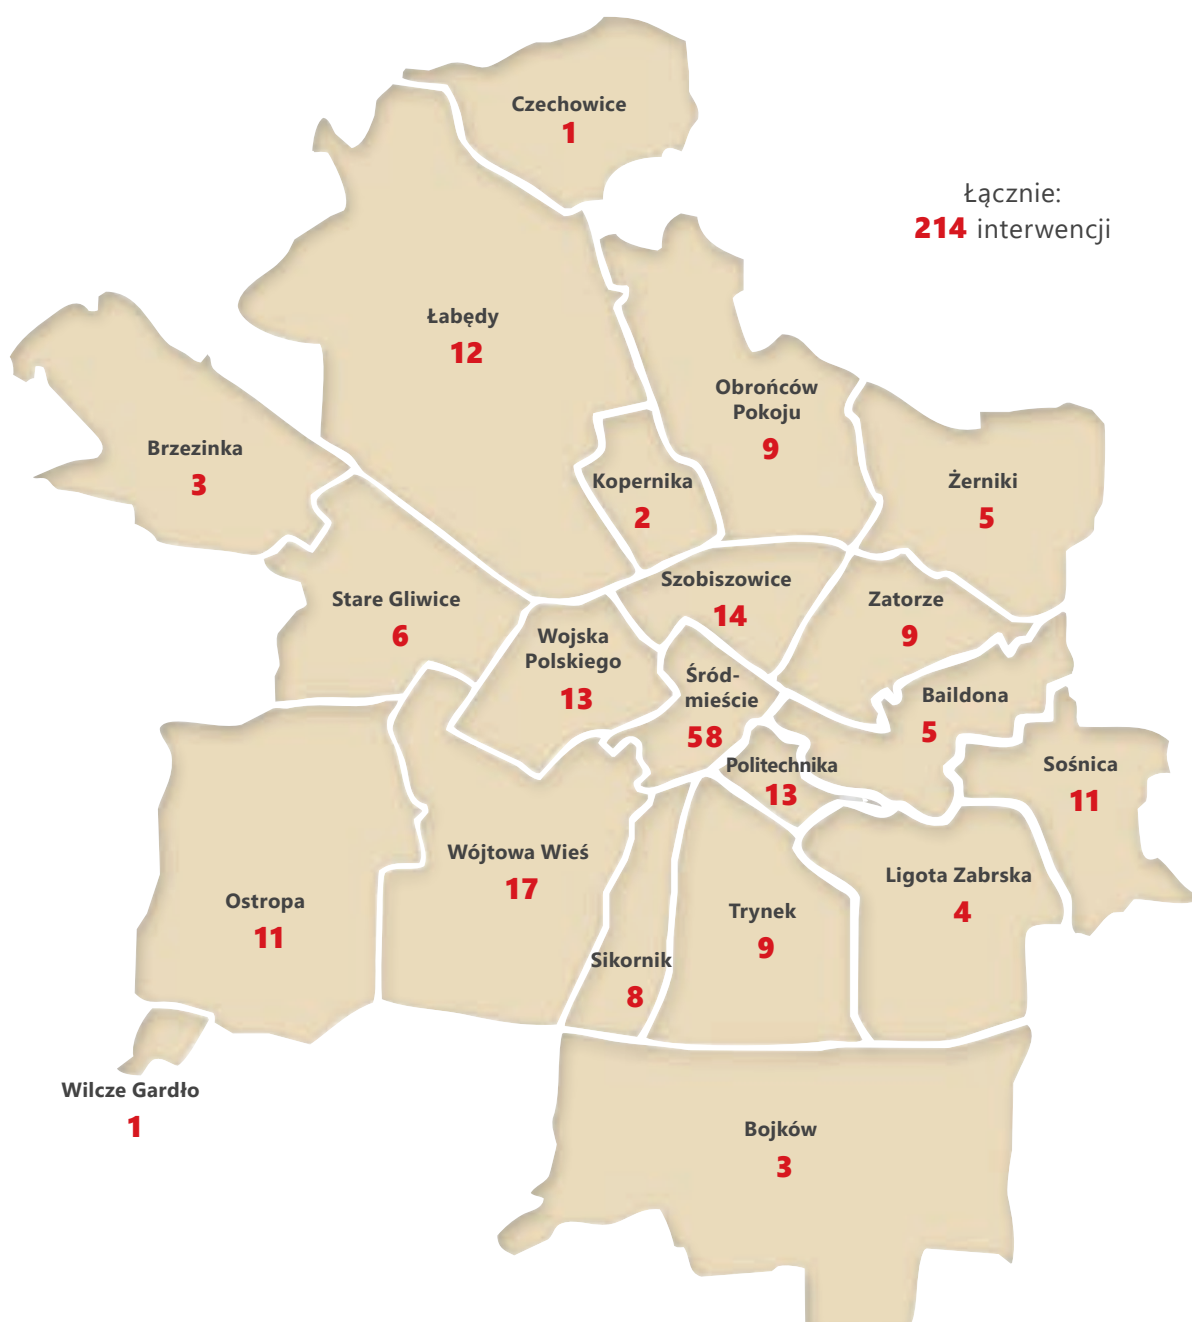 Czechowice
1
Łącznie:
214 interwencji
Łabędy
12
Obrońców
Pokoju
9
Brzezinka
3
Kopernika
2
Żerniki
5
Szobiszowice
14
Stare Gliwice
6
Zatorze
9
Wojska
Polskiego
13
Śród-
mieście
58
Baildona
5
Politechnika
13
Sośnica
11
Wójtowa Wieś
17
Ligota Zabrska
4
Ostropa
11
Trynek
9
Sikornik
8
Wilcze Gardło
1
Bojków
3